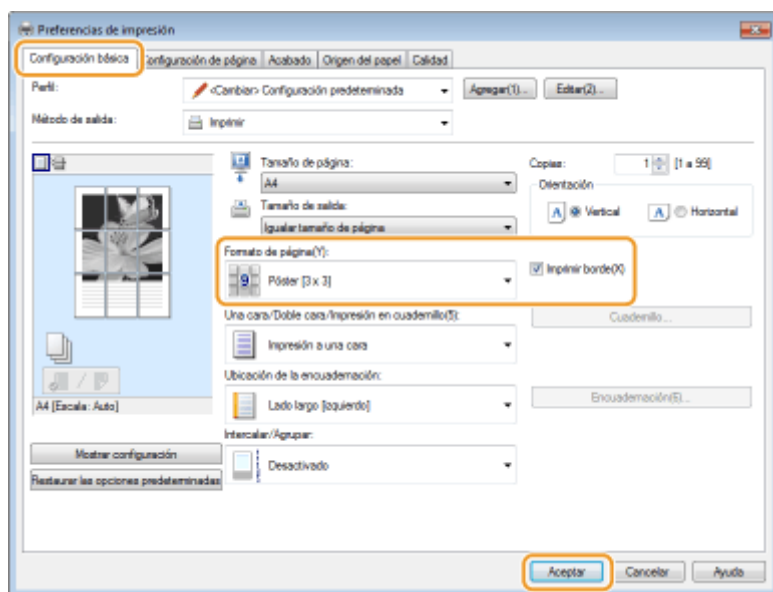 Preferencias de impresión
Configuración básica Configuración de página Acabado Origen del papel Calidad
Perfil: <Cambiar> Configuración predeterminada Agregar(1)... Editar(2)...
Método de salida: Imprimir
Tamaño de página: Copias: 1 [1 a 99]
A4 Orientación
Tamaño de salida: A Vertical A Horizontal
Igualar tamaño de página
Formato de página(Y):
9 Póster [3 x 3] Imprimir borde(X)
Una cara/Doble cara/Impresión en cuadernillo(5): Cuadernillo...
Impresión a una cara
Ubicación de la encuadernación:
A4 [Escala: Auto] Lado largo [izquierdo] Encuadernación(6)...
Intercalar/Agrupar:
Mostrar configuración Desactivado
Restaurar las opciones predeterminadas
Aceptar Cancelar Ayuda